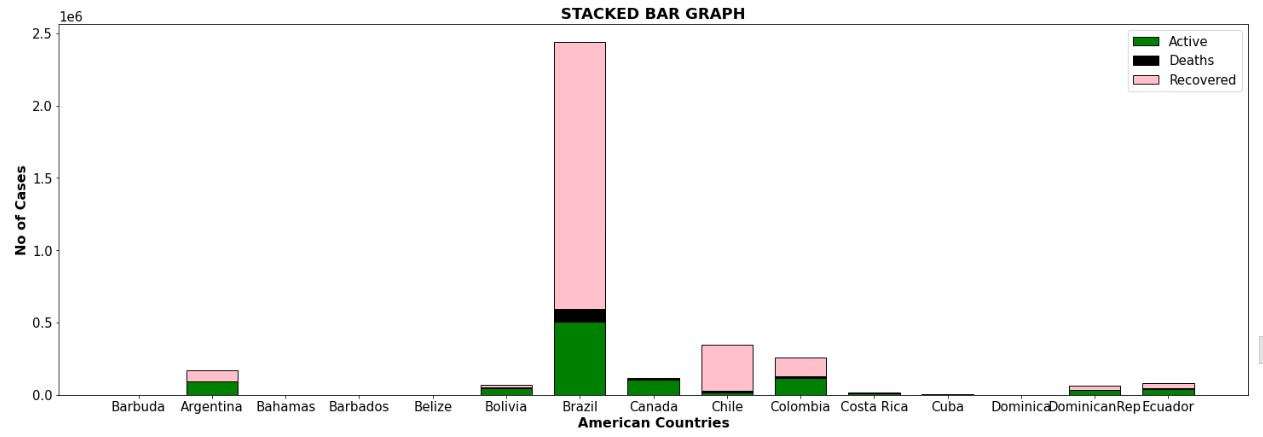 STACKED BAR GRAPH
1e6
2.5
2.0
1.5
1.0
0.5
0.0
No of Cases
Active
Deaths
Recovered
Barbuda Argentina Bahamas Barbados Belize Bolivia Brazil Canada Chile Colombia Costa Rica Cuba Dominica DominicanRep Ecuador
American Countries